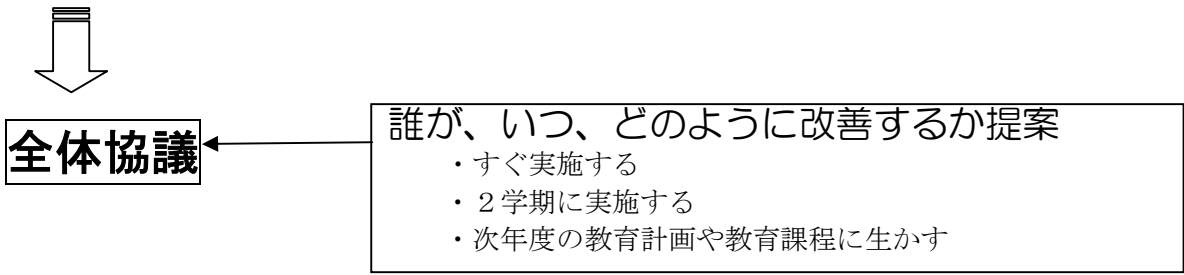 全体協議
誰が、いつ、どのように改善するか提案
・すぐ実施する
・２学期に実施する
・次年度の教育計画や教育課程に生かす